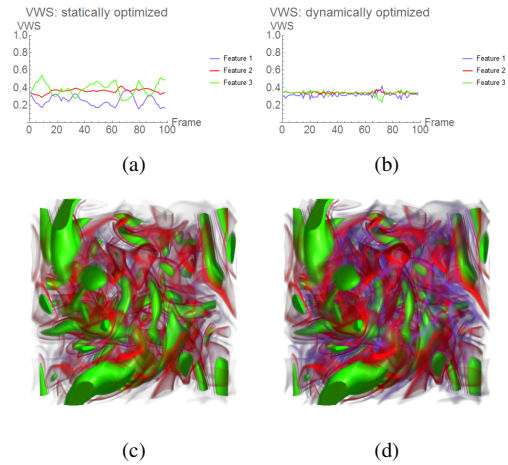 VWS: statically optimized
VWS
1.0
0.8
0.6
0.4
0.2
0 20 40 60 80 100
Frame
Feature 1
Feature 2
Feature 3
(a)
VWS: dynamically optimized
VWS
1.0
0.8
0.6
0.4
0.2
0 20 40 60 80 100
Frame
Feature 1
Feature 2
Feature 3
(b)
(c)
(d)